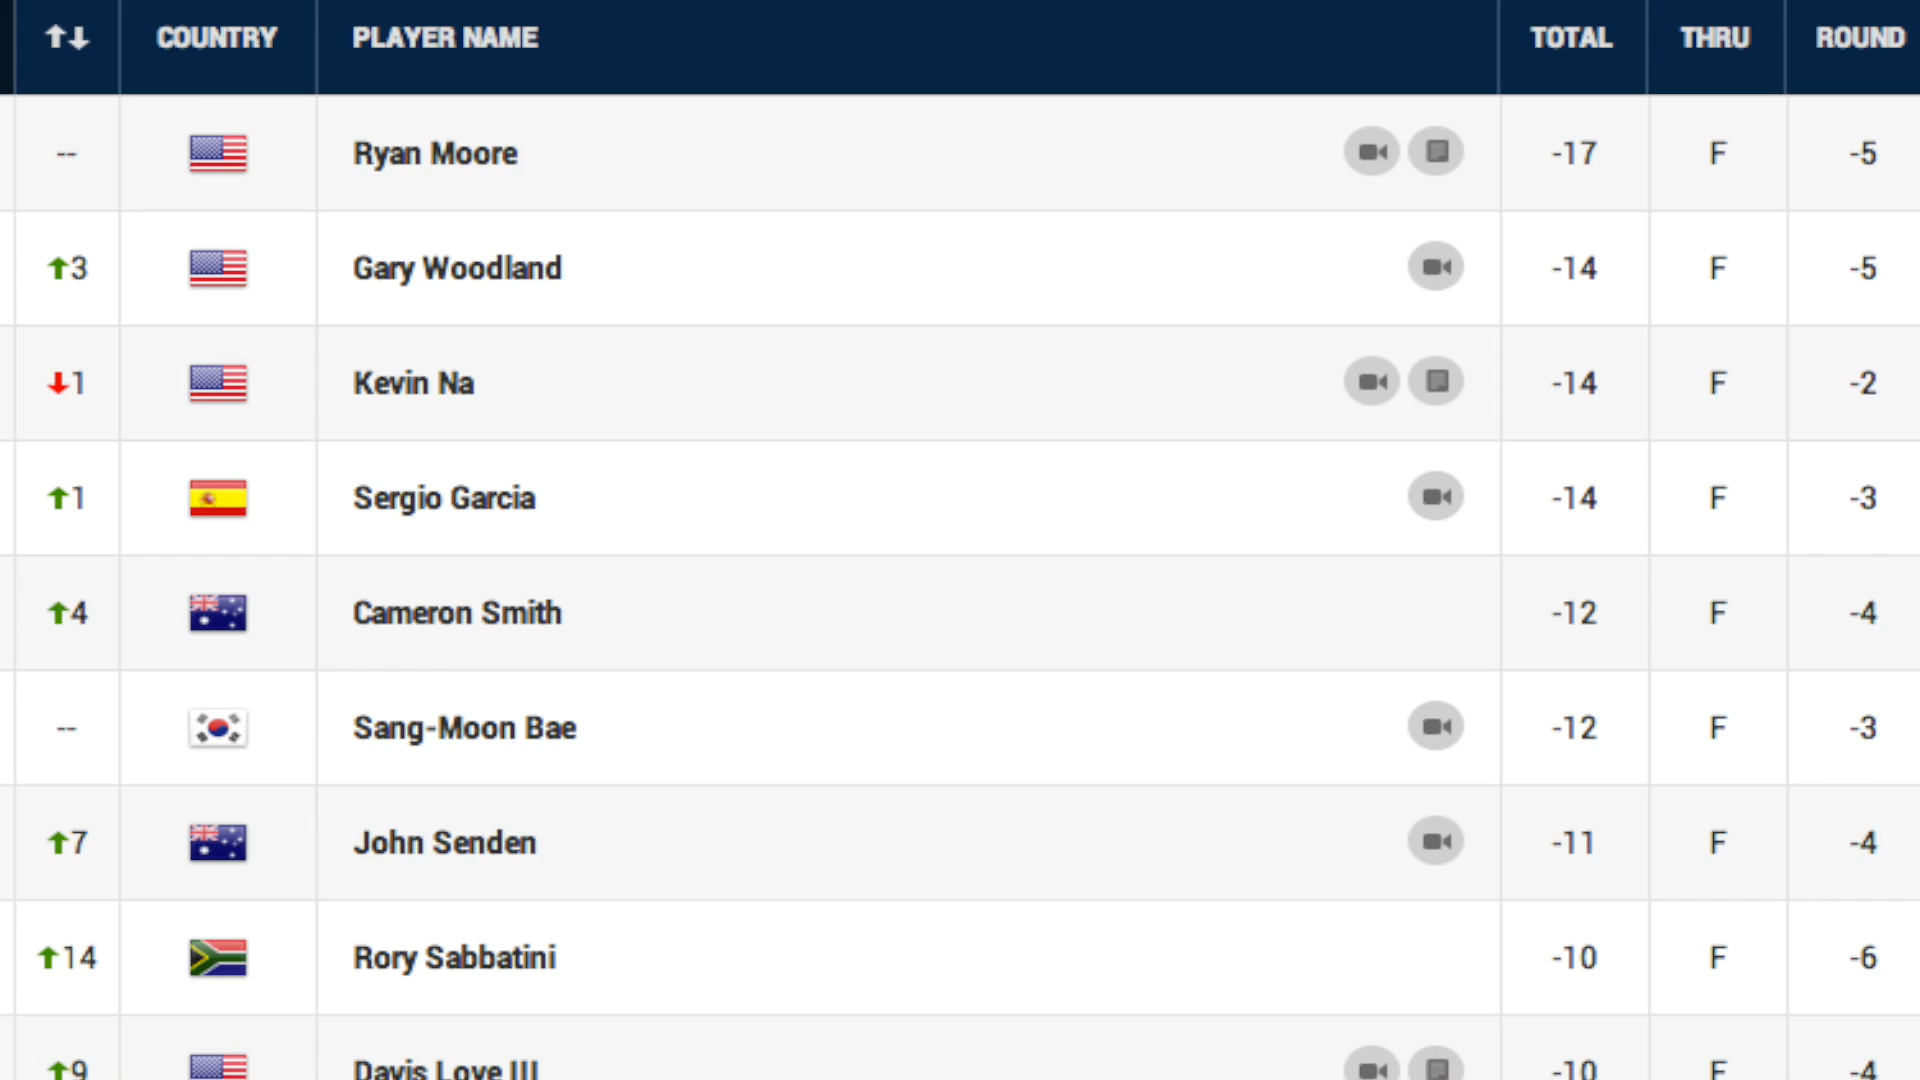 ↑↓ COUNTRY PLAYER NAME TOTAL THRU ROUND
-- Ryan Moore -17 F -5
↑3 Gary Woodland -14 F -5
↓1 Kevin Na -14 F -2
↑1 Sergio Garcia -14 F -3
↑4 Cameron Smith -12 F -4
-- Sang-Moon Bae -12 F -3
↑7 John Senden -11 F -4
↑14 Rory Sabbatini -10 F -6
↑9 Davis Love III -10 F -4